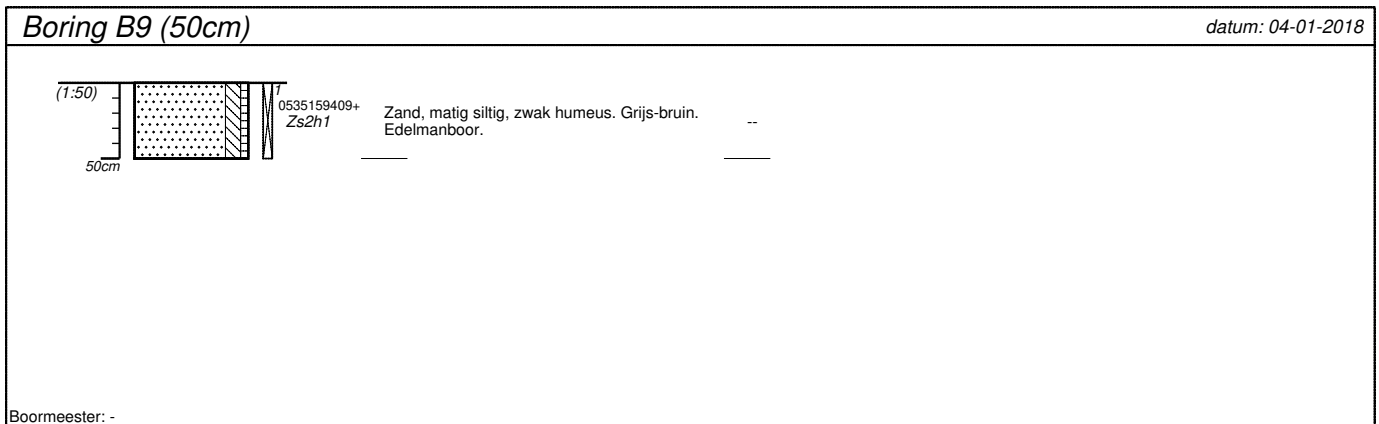 Boring B9 (50cm)
datum: 04-01-2018
(1:50)
1
0535159409+
Zs2h1
Zand, matig siltig, zwak humeus. Grijs-bruin.
Edelmanboor.
--
50cm
Boormeester: -